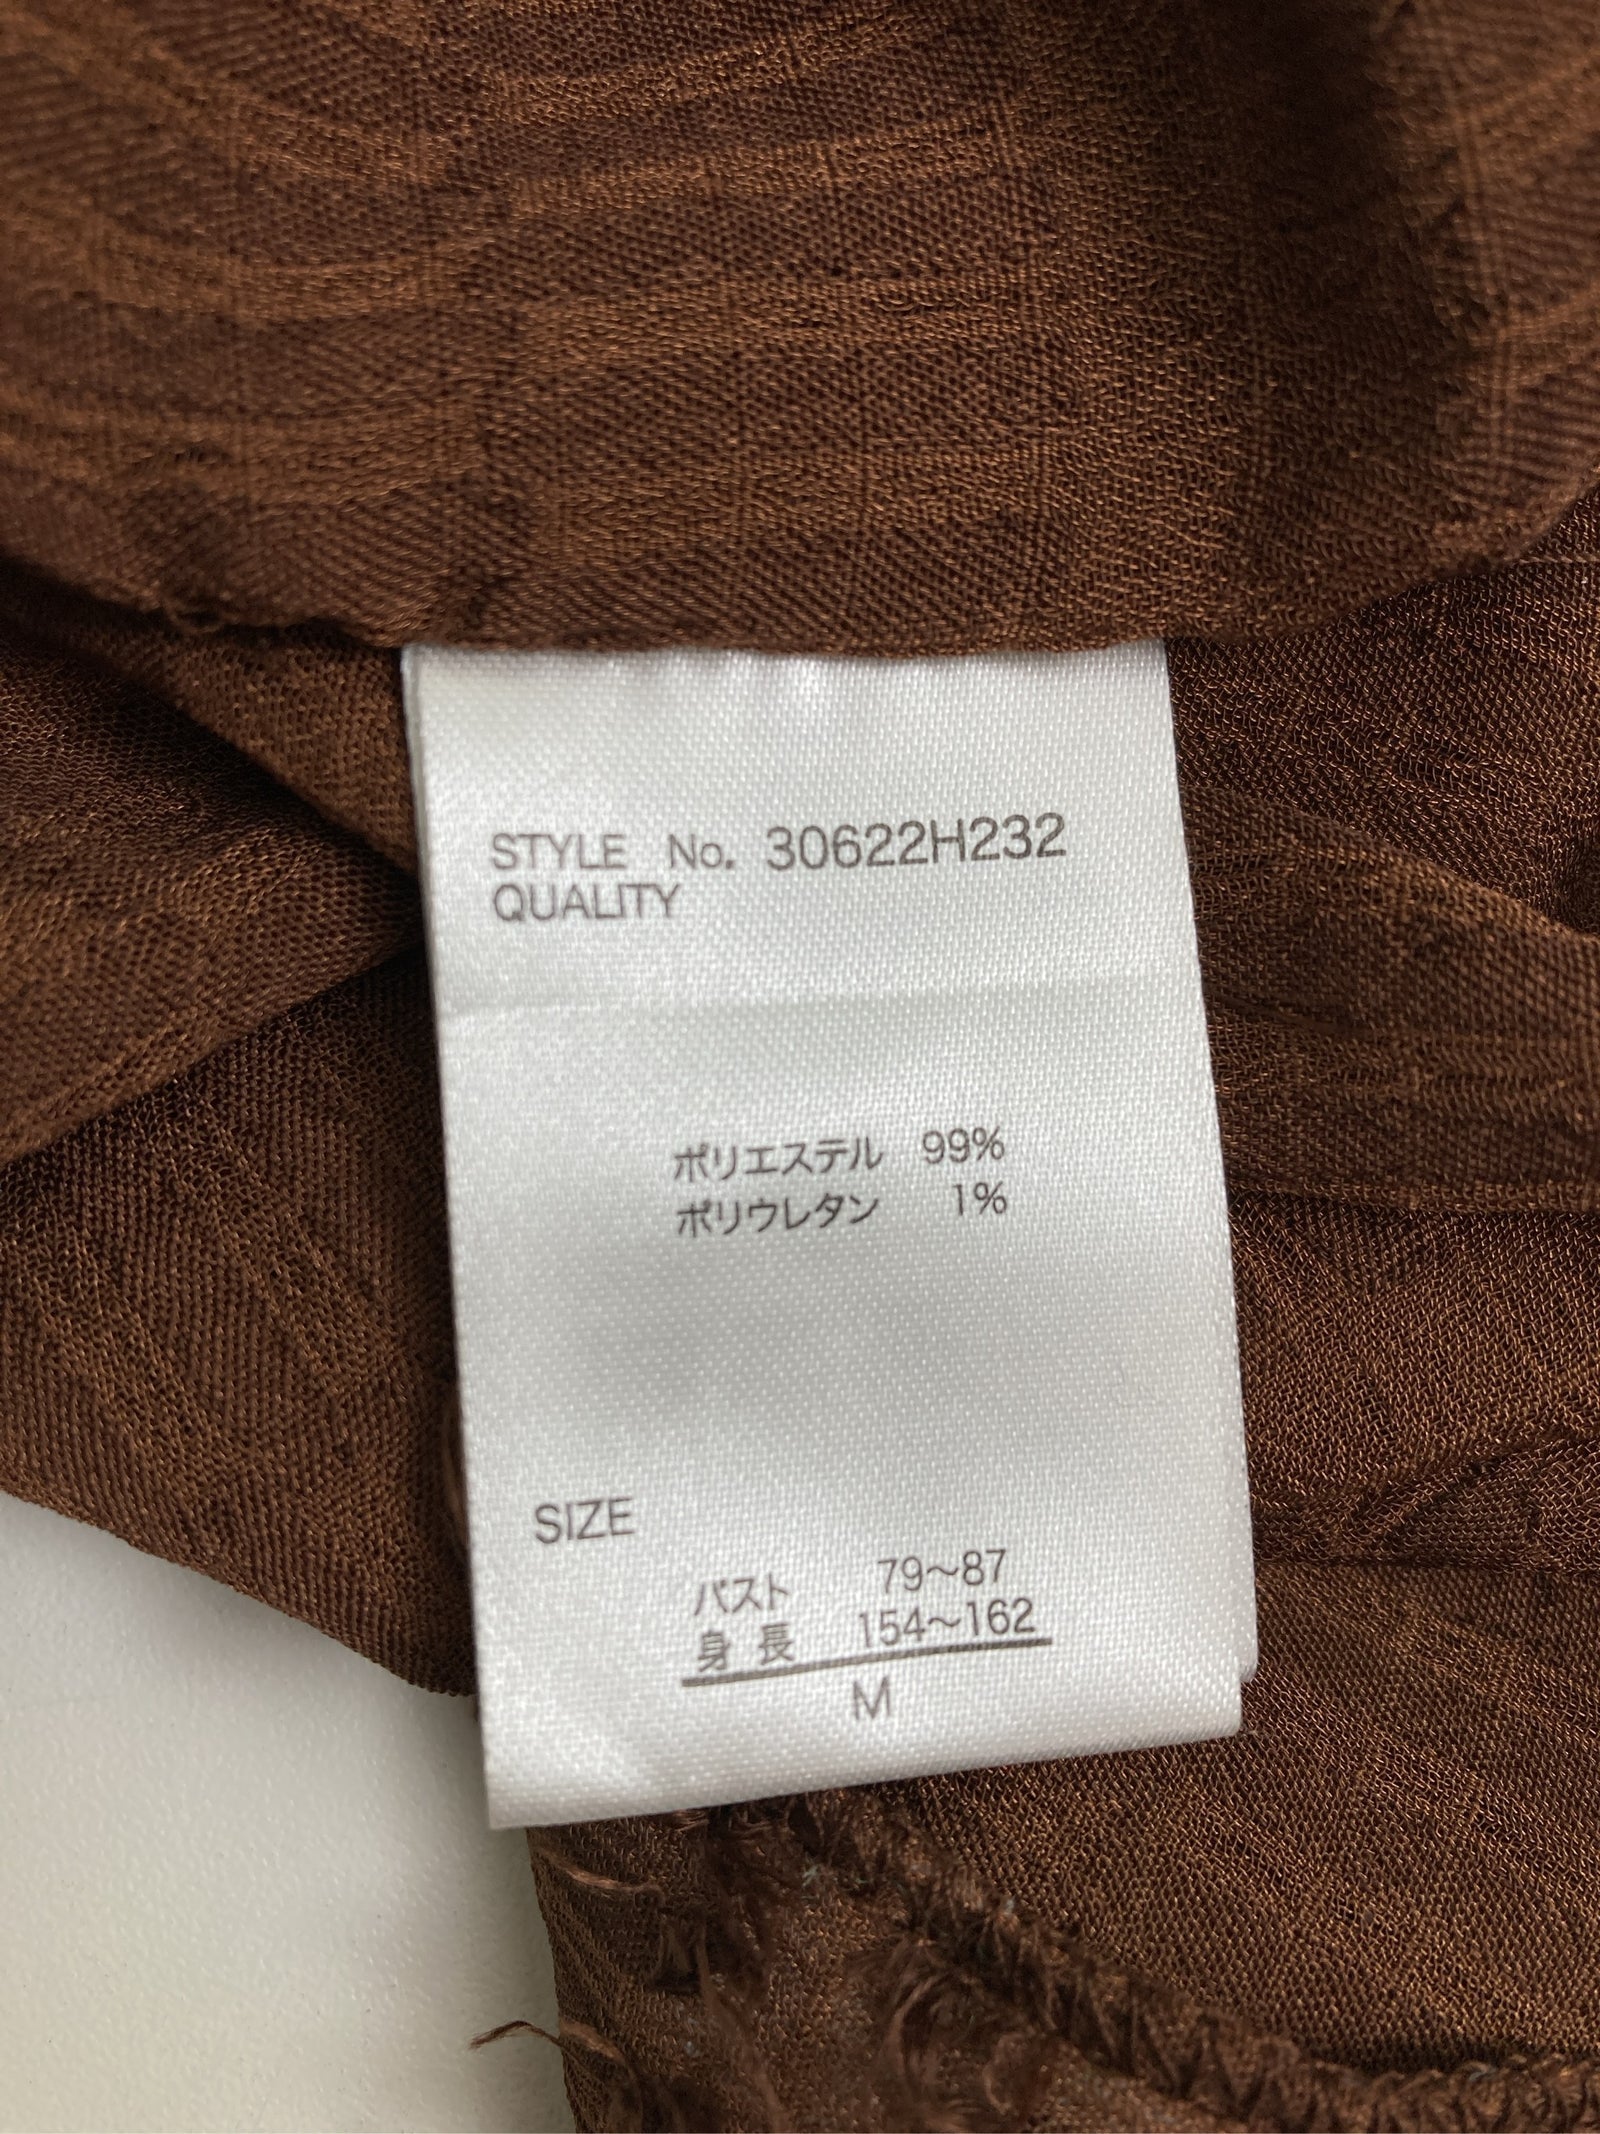 STYLE No. 30622H232
QUALITY
ポリエステル 99%
ポリウレタン 1%
SIZE
バスト 79〜87
身長 154〜162
M